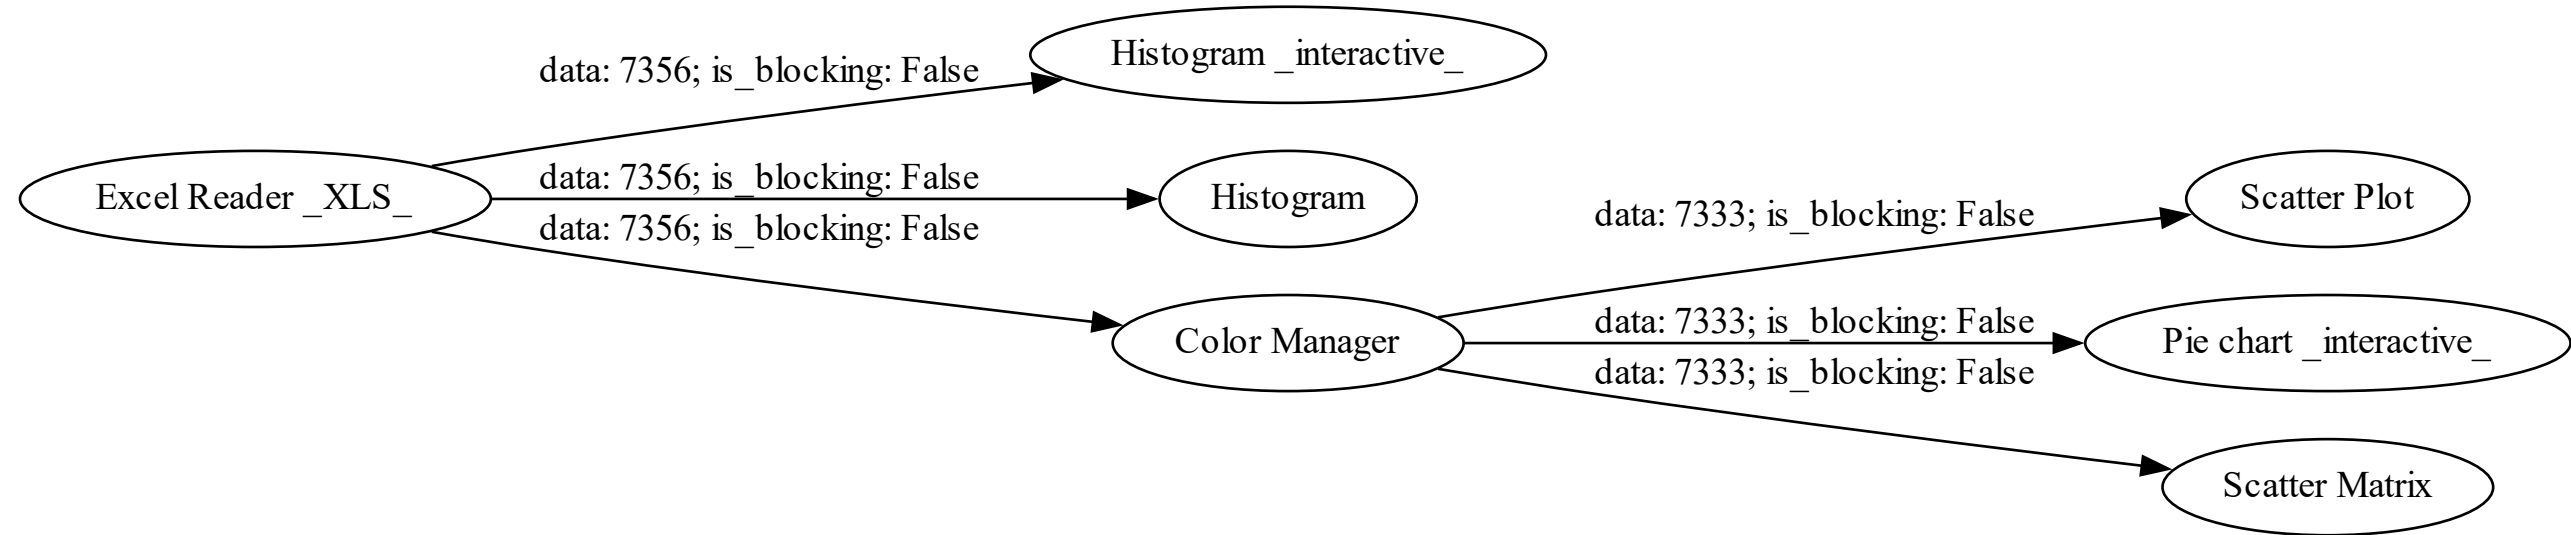 Histogram _interactive_
data: 7356; is_blocking: False
Excel Reader _XLS_
data: 7356; is_blocking: False
Histogram
data: 7356; is_blocking: False
Scatter Plot
data: 7333; is_blocking: False
Color Manager
data: 7333; is_blocking: False
Pie chart _interactive_
data: 7333; is_blocking: False
Scatter Matrix